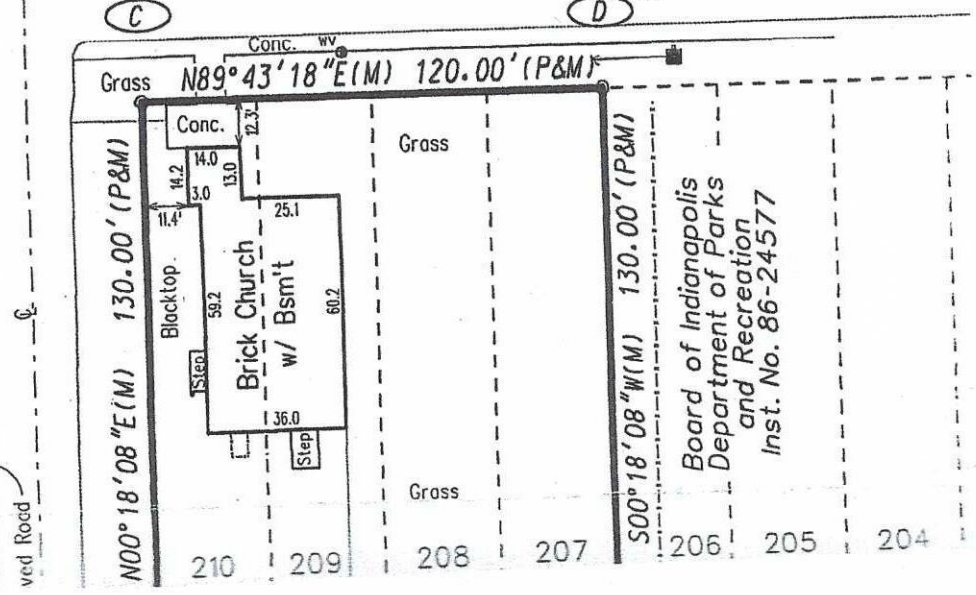 C
D
Conc. WV
Grass
N89°43'18"E(M) 120.00'(P&M)
Conc.
12.3'
Grass
14.0
14.2
13.0
3.0
11.4'
25.1
N00°18'08"E(M) 130.00'(P&M)
Blacktop
59.2
Brick Church
w/ Bsm't
60.2
Step
36.0
Step
Grass
S00°18'08"W(M) 130.00'(P&M)
Board of Indianapolis
Department of Parks
and Recreation
Inst. No. 86-24577
℄
ved Road
210 209 208 207 206 205 204